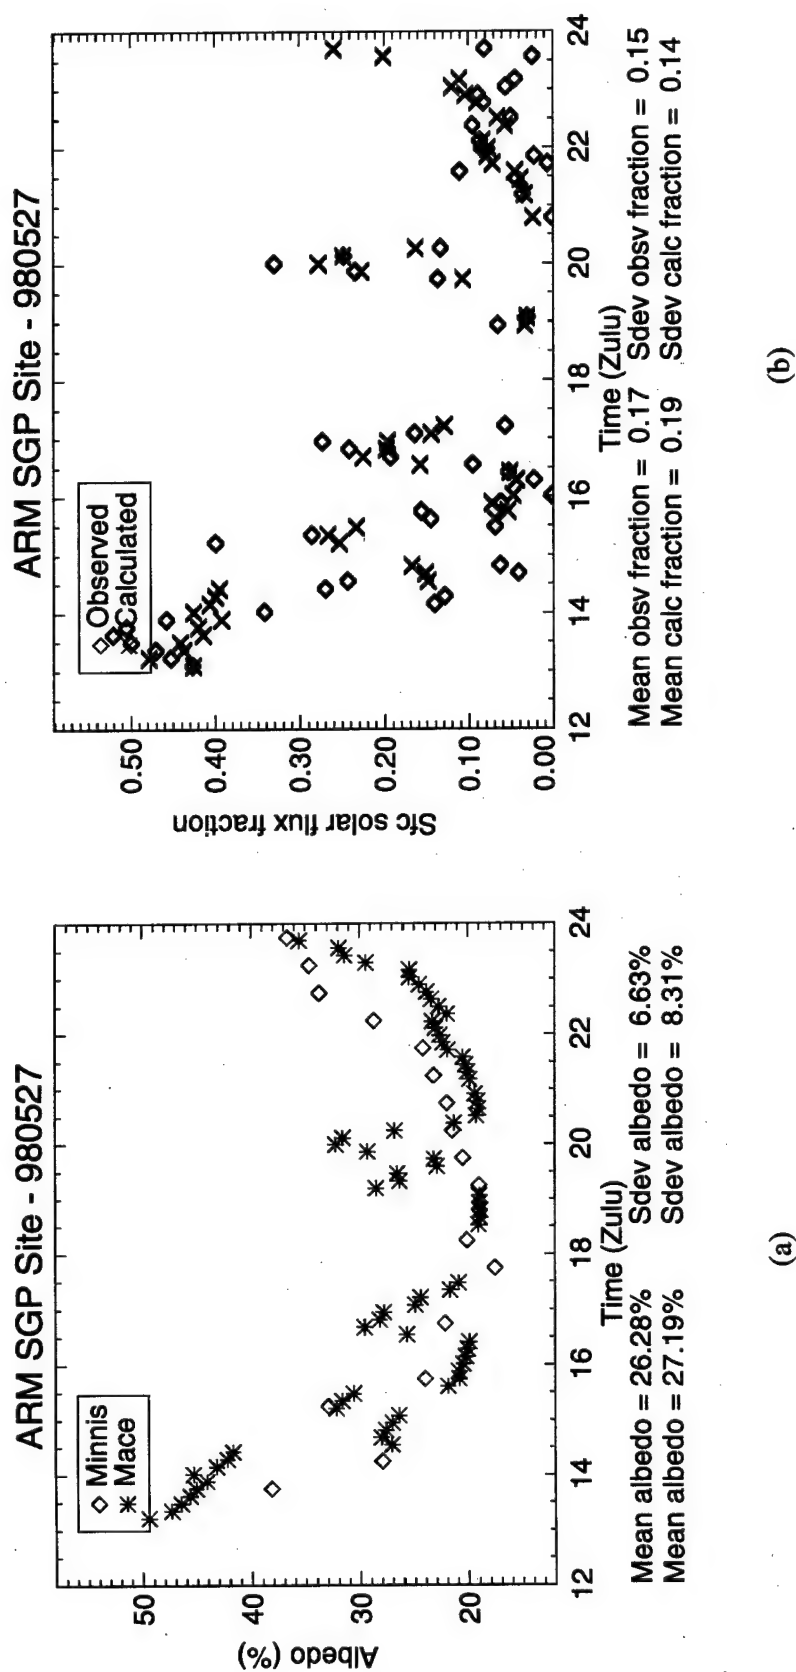 ARM SGP Site - 980527
Minnis
Mace
Albedo (%)
50
40
30
20
12
14
16
18
20
22
24
Time (Zulu)
Mean albedo = 26.28% Sdev albedo = 6.63%
Mean albedo = 27.19% Sdev albedo = 8.31%
(a)
ARM SGP Site - 980527
Observed
Calculated
Sfc solar flux fraction
0.50
0.40
0.30
0.20
0.10
0.00
12
14
16
18
20
22
24
Time (Zulu)
Mean obsv fraction = 0.17 Sdev obsv fraction = 0.15
Mean calc fraction = 0.19 Sdev calc fraction = 0.14
(b)